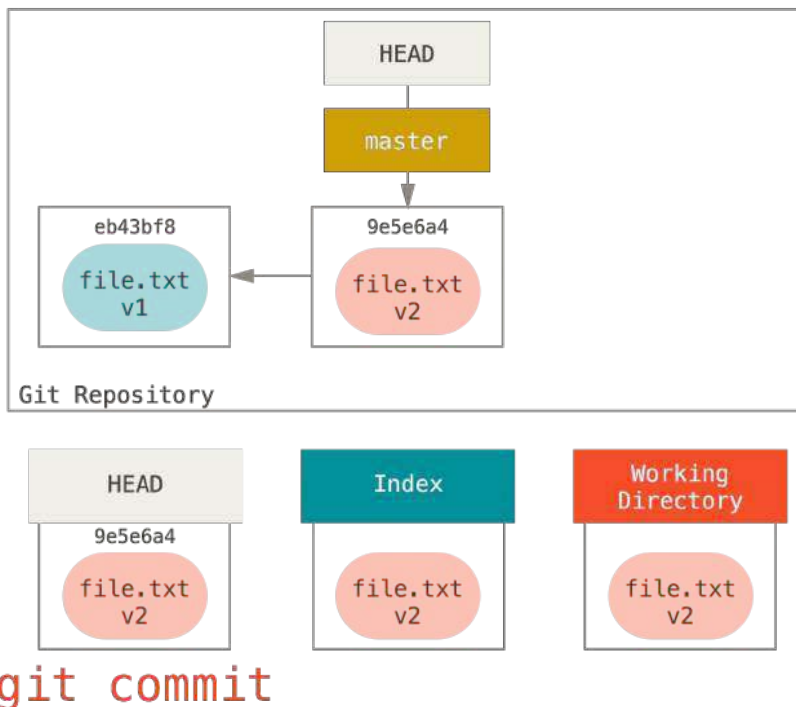 HEAD
master
eb43bf8
file.txt
v1
9e5e6a4
file.txt
v2
Git Repository
HEAD
9e5e6a4
file.txt
v2
Index
file.txt
v2
Working
Directory
file.txt
v2
git commit